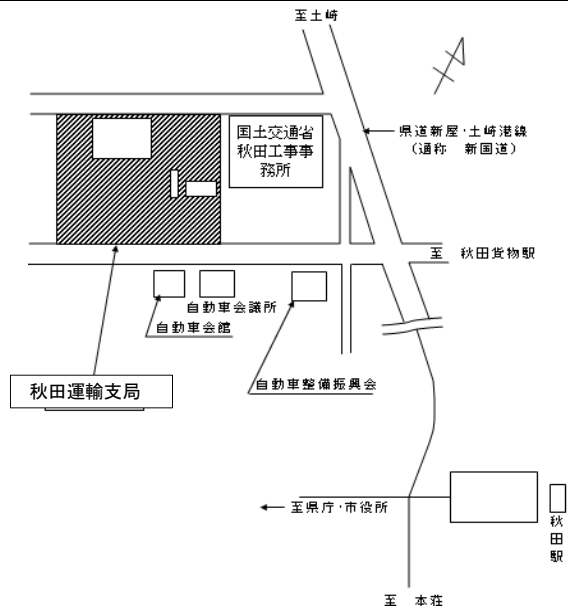 至土崎
国土交通省
秋田工事事
務所
県道新屋・土崎港線
(通称 新国道)
至 秋田貨物駅
自動車会議所
自動車会館
秋田運輸支局
自動車整備振興会
至県庁・市役所
秋
田
駅
至 本荘